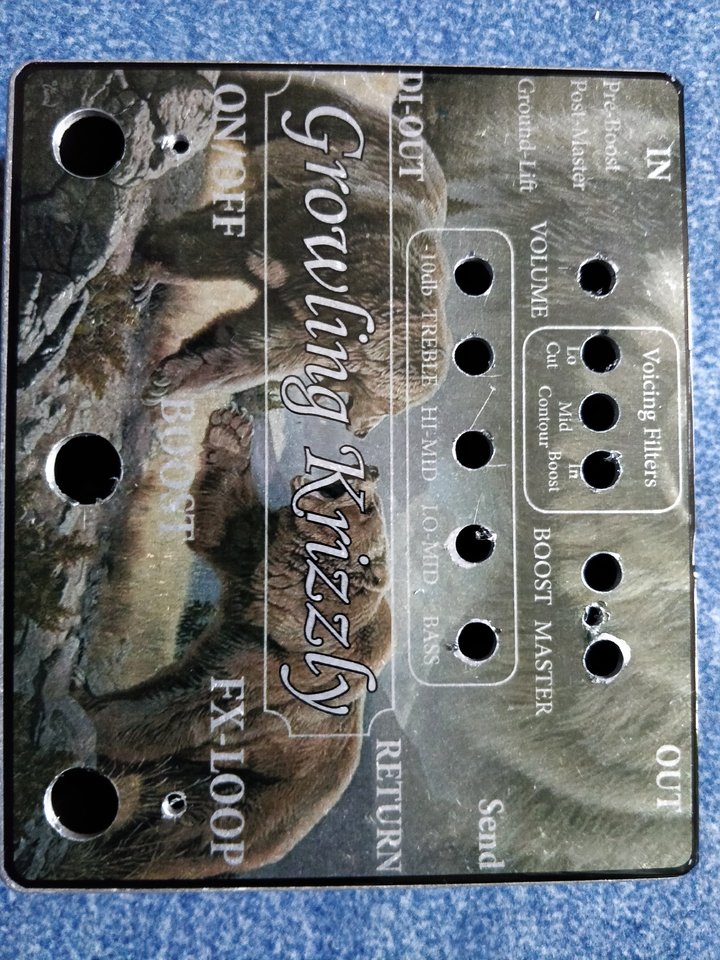 IN
OUT
Pre-Boost
Post-Master
Ground-Lift
Voicing Filters
Lo Mid In
Cut Contour Boost
VOLUME BOOST MASTER
Send
-10db TREBLE HI-MID LO-MID BASS
DI-OUT
RETURN
Growling Krizzly
ON/OFF
FX-LOOP
BOOST